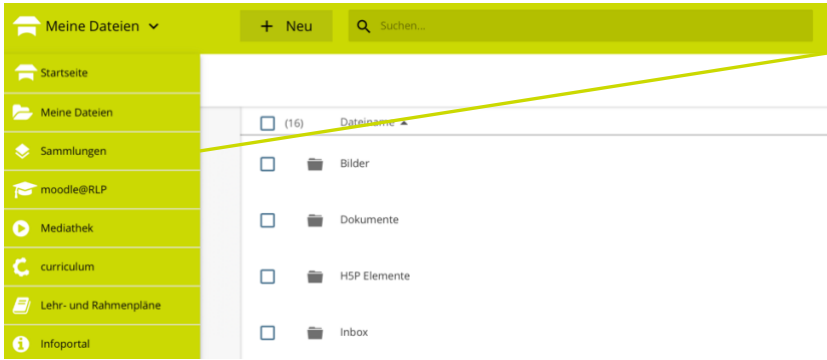 Meine Dateien
+ Neu
Suchen...
Startseite
Meine Dateien
Sammlungen
moodle@RLP
Mediathek
curriculum
Lehr- und Rahmenpläne
Infoportal
(16) Dateiname
Bilder
Dokumente
H5P Elemente
Inbox